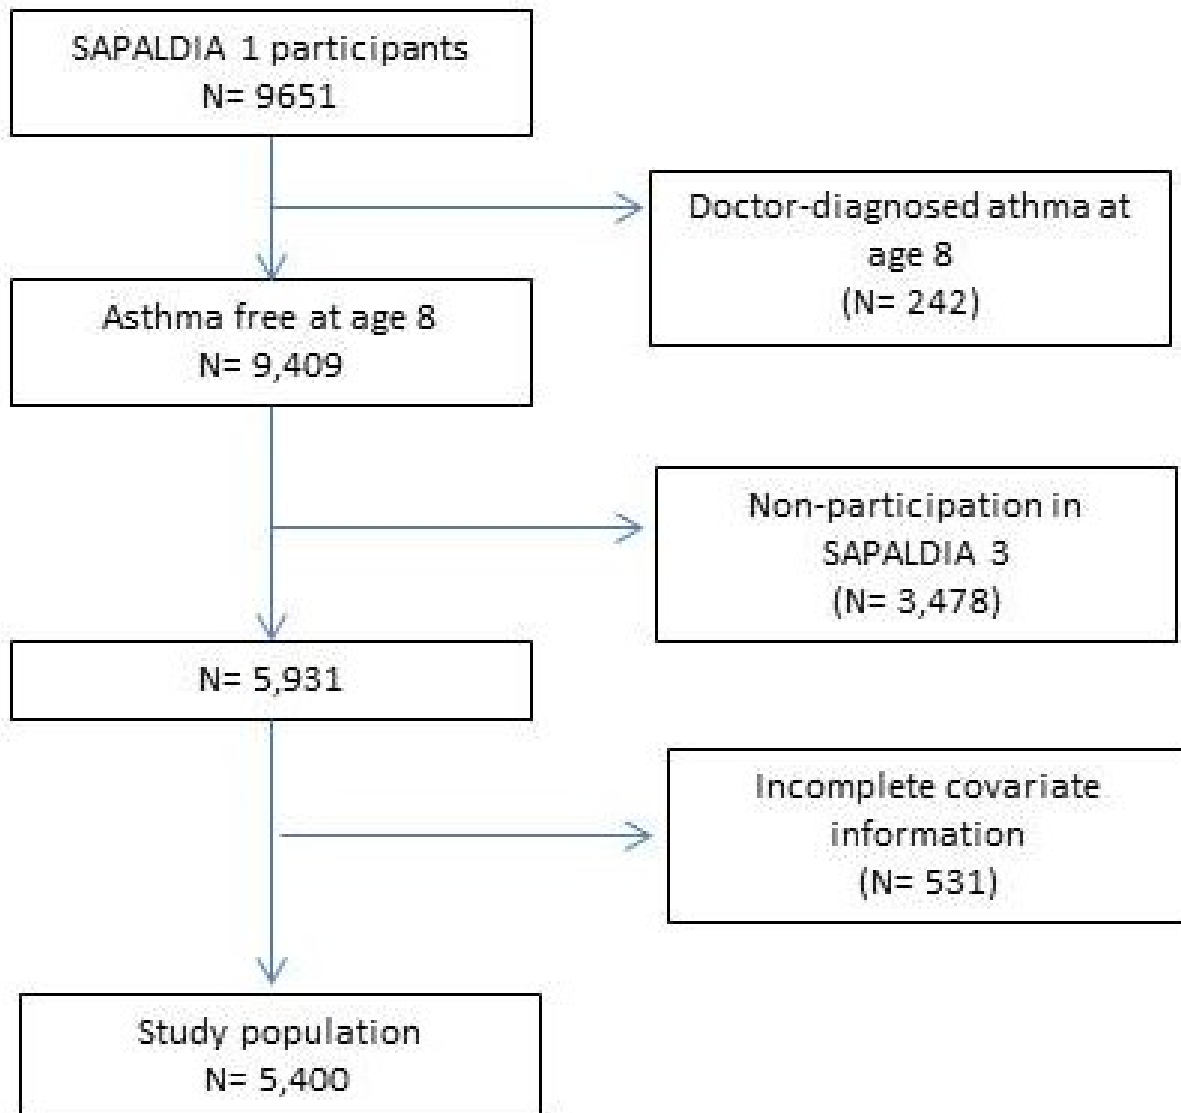 SAPALDIA 1 participants
N= 9651
Doctor-diagnosed athma at
age 8
(N= 242)
Asthma free at age 8
N= 9,409
Non-participation in
SAPALDIA 3
(N= 3,478)
N= 5,931
Incomplete covariate
information
(N= 531)
Study population
N= 5,400